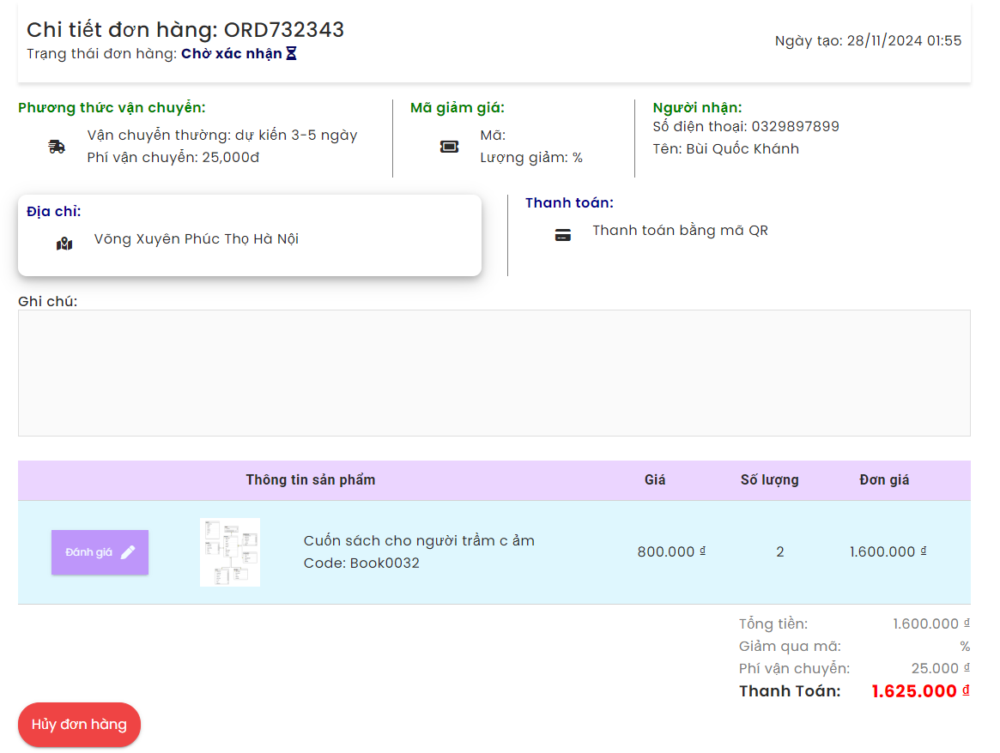 Chi tiết đơn hàng: ORD732343
Trạng thái đơn hàng: Chờ xác nhận
Ngày tạo: 28/11/2024 01:55
Phương thức vận chuyển:
Vận chuyển thường: dự kiến 3-5 ngày
Phí vận chuyển: 25,000đ
Mã giảm giá:
Mã:
Lượng giảm: %
Người nhận:
Số điện thoại: 0329897899
Tên: Bùi Quốc Khánh
Địa chỉ:
Võng Xuyên Phúc Thọ Hà Nội
Thanh toán:
Thanh toán bằng mã QR
Ghi chú:
Thông tin sản phẩm Giá Số lượng Đơn giá
Đánh giá
Cuốn sách cho người trầm c ảm
Code: Book0032
800.000 ₫ 2 1.600.000 ₫
Tổng tiền: 1.600.000 ₫
Giảm qua mã: %
Phí vận chuyển: 25.000 ₫
Thanh Toán: 1.625.000 ₫
Hủy đơn hàng